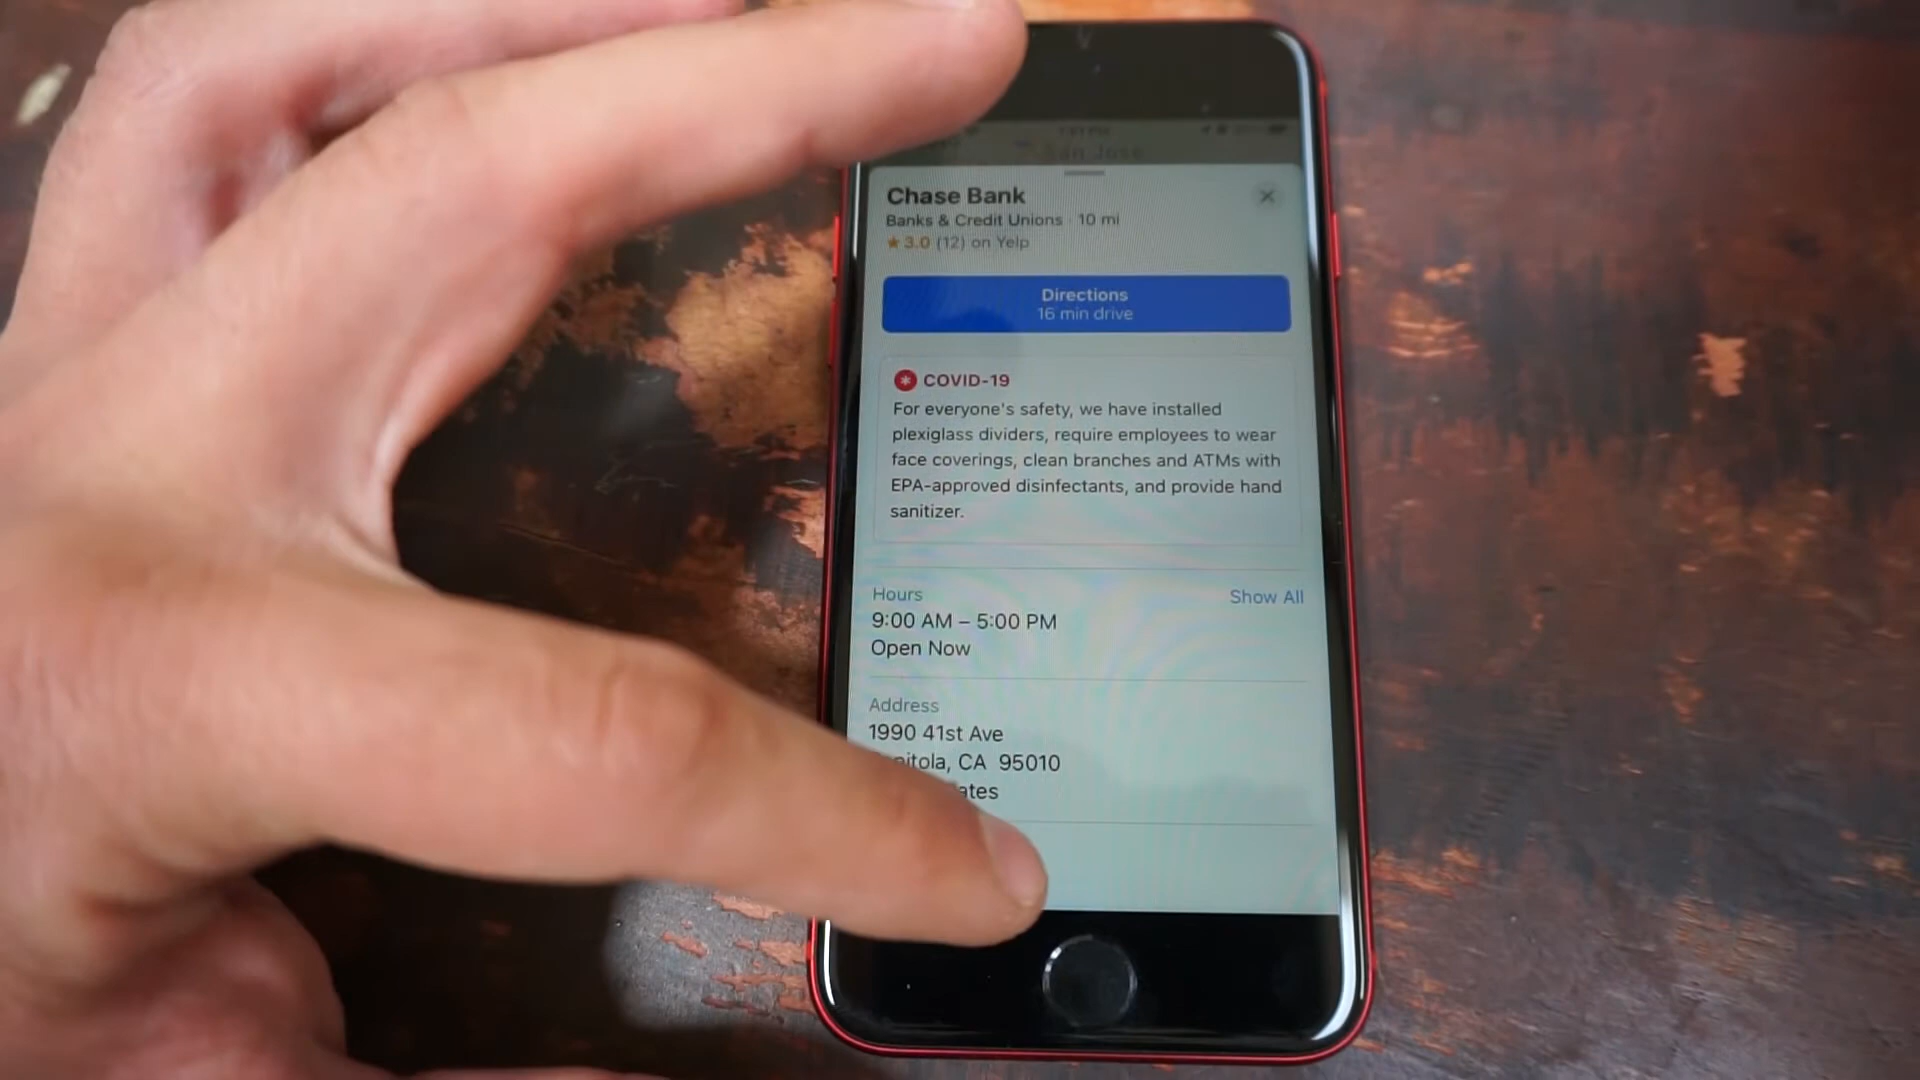 Chase Bank
Banks & Credit Unions · 10 mi
★ 3.0 (12) on Yelp
Directions
16 min drive
COVID-19
For everyone's safety, we have installed
plexiglass dividers, require employees to wear
face coverings, clean branches and ATMs with
EPA-approved disinfectants, and provide hand
sanitizer.
Hours
Show All
9:00 AM – 5:00 PM
Open Now
Address
1990 41st Ave
CA 95010